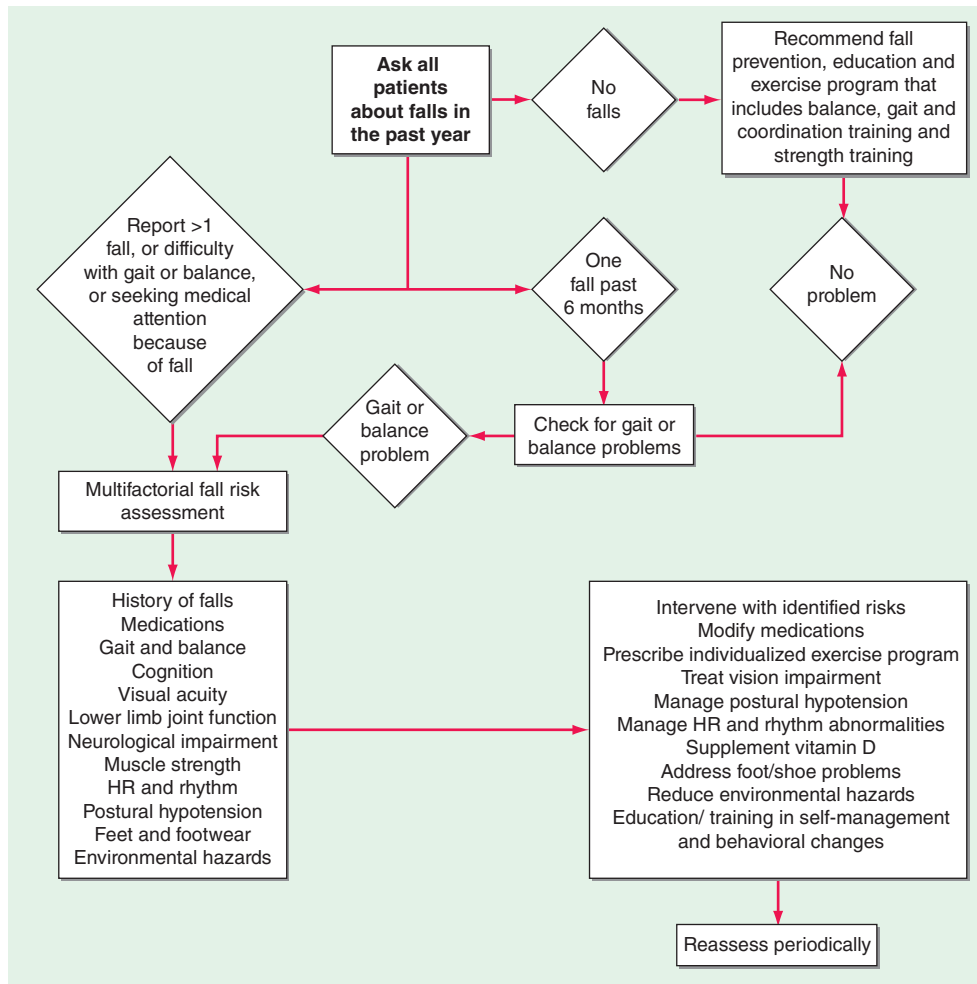 Ask all
patients
about falls in
the past year
No
falls
Recommend fall
prevention, education and
exercise program that
includes balance, gait and
coordination training and
strength training
Report >1
fall, or difficulty
with gait or balance,
or seeking medical
attention
because
of fall
One
fall past
6 months
No
problem
Gait or
balance
problem
Check for gait or
balance problems
Multifactorial fall risk
assessment
History of falls
Medications
Gait and balance
Cognition
Visual acuity
Lower limb joint function
Neurological impairment
Muscle strength
HR and rhythm
Postural hypotension
Feet and footwear
Environmental hazards
Intervene with identified risks
Modify medications
Prescribe individualized exercise program
Treat vision impairment
Manage postural hypotension
Manage HR and rhythm abnormalities
Supplement vitamin D
Address foot/shoe problems
Reduce environmental hazards
Education/ training in self-management
and behavioral changes
Reassess periodically